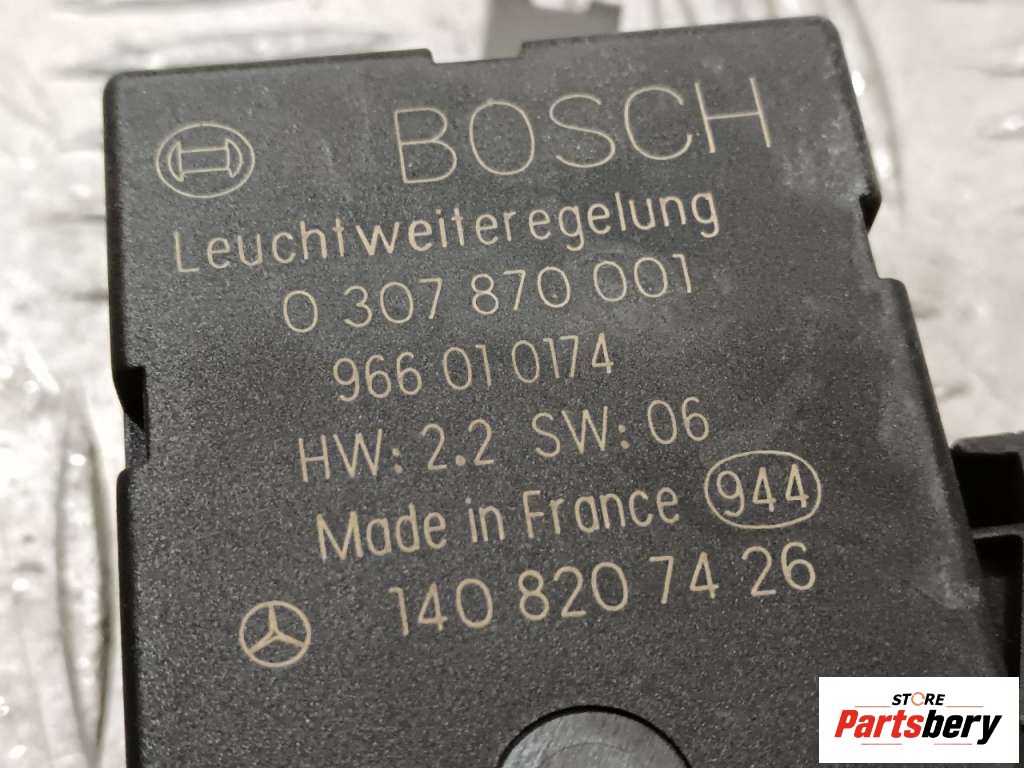 BOSCH
Leuchtweiteregelung
0 307 870 001
966 010 0174
HW: 2.2 SW: 06
Made in France 944
140 820 74 26
STORE
Partsbery